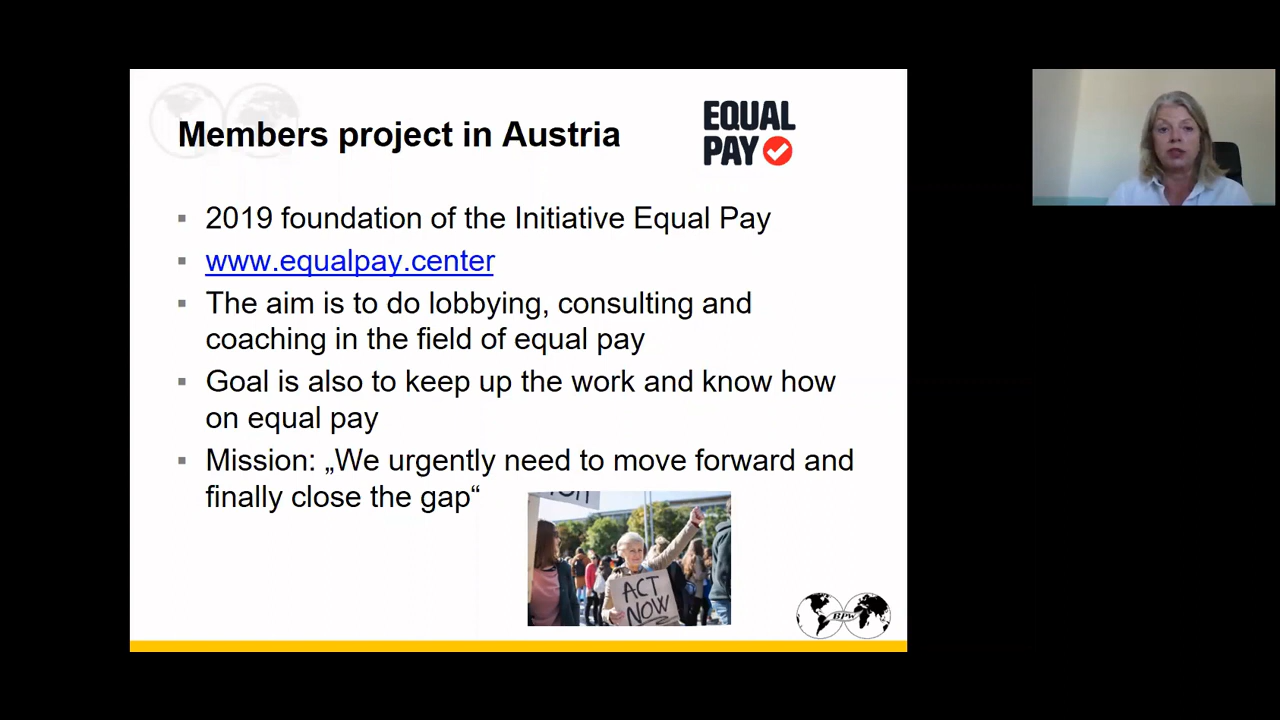 Members project in Austria
EQUAL
PAY
2019 foundation of the Initiative Equal Pay
www.equalpay.center
The aim is to do lobbying, consulting and
coaching in the field of equal pay
Goal is also to keep up the work and know how
on equal pay
Mission: „We urgently need to move forward and
finally close the gap“
ACT
NOW
BPW